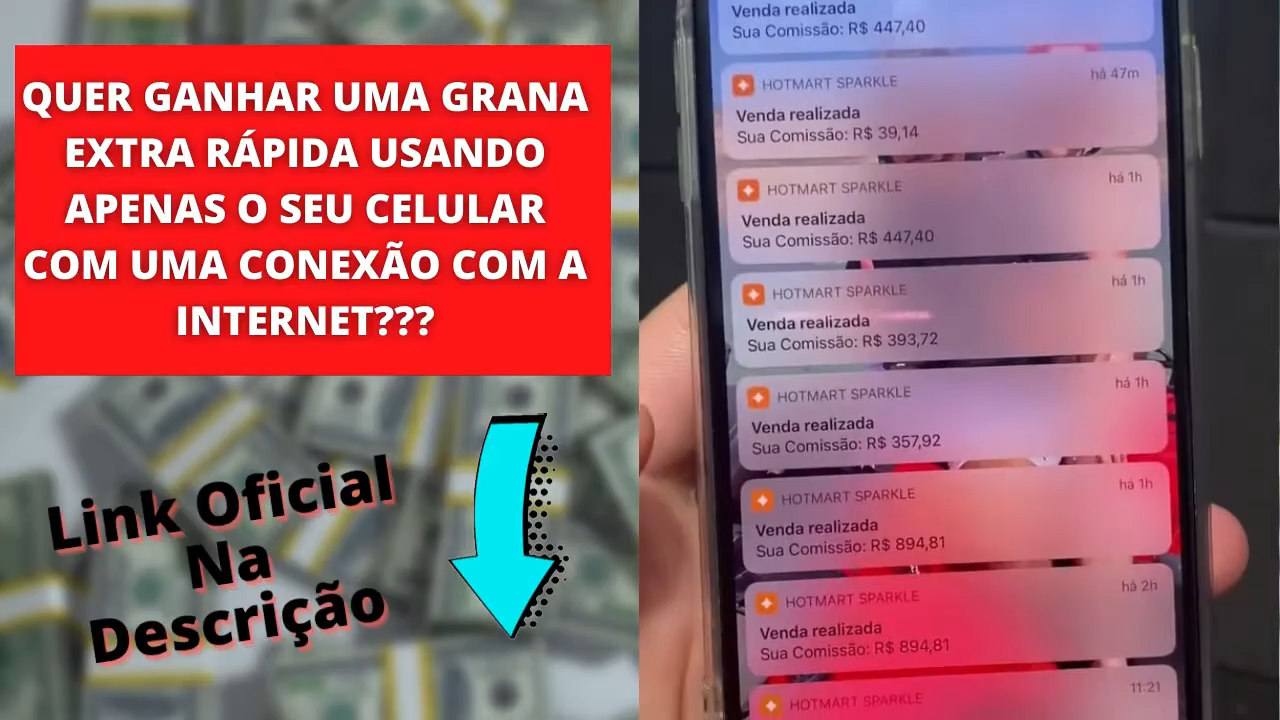 QUER GANHAR UMA GRANA
EXTRA RÁPIDA USANDO
APENAS O SEU CELULAR
COM UMA CONEXÃO COM A
INTERNET???
Link Oficial
Na
Descrição
Venda realizada
Sua Comissão: R$ 447,40
HOTMART SPARKLE há 47m
Venda realizada
Sua Comissão: R$ 39,14
HOTMART SPARKLE há 1h
Venda realizada
Sua Comissão: R$ 447,40
HOTMART SPARKLE há 1h
Venda realizada
Sua Comissão: R$ 393,72
HOTMART SPARKLE há 1h
Venda realizada
Sua Comissão: R$ 357,92
HOTMART SPARKLE há 1h
Venda realizada
Sua Comissão: R$ 894,81
HOTMART SPARKLE há 2h
Venda realizada
Sua Comissão: R$ 894,81
HOTMART SPARKLE 11:21